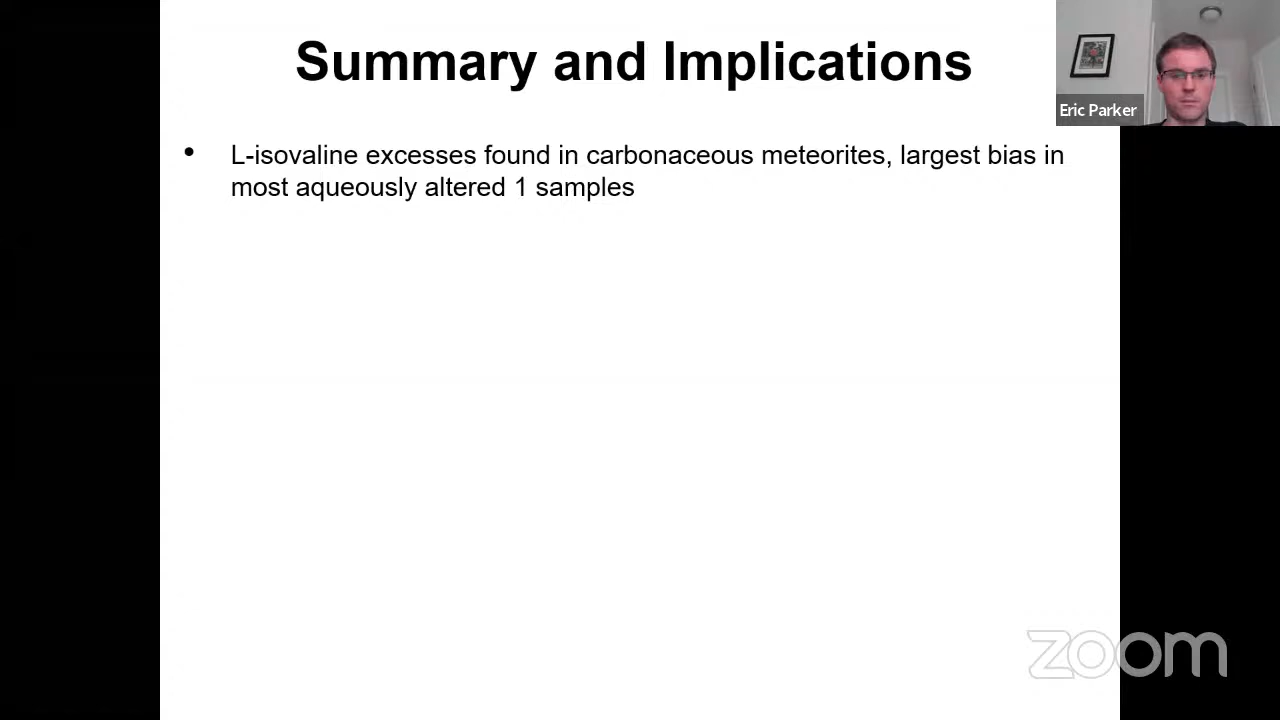 Summary and Implications
Eric Parker
• L-isovaline excesses found in carbonaceous meteorites, largest bias in
most aqueously altered 1 samples
zoom